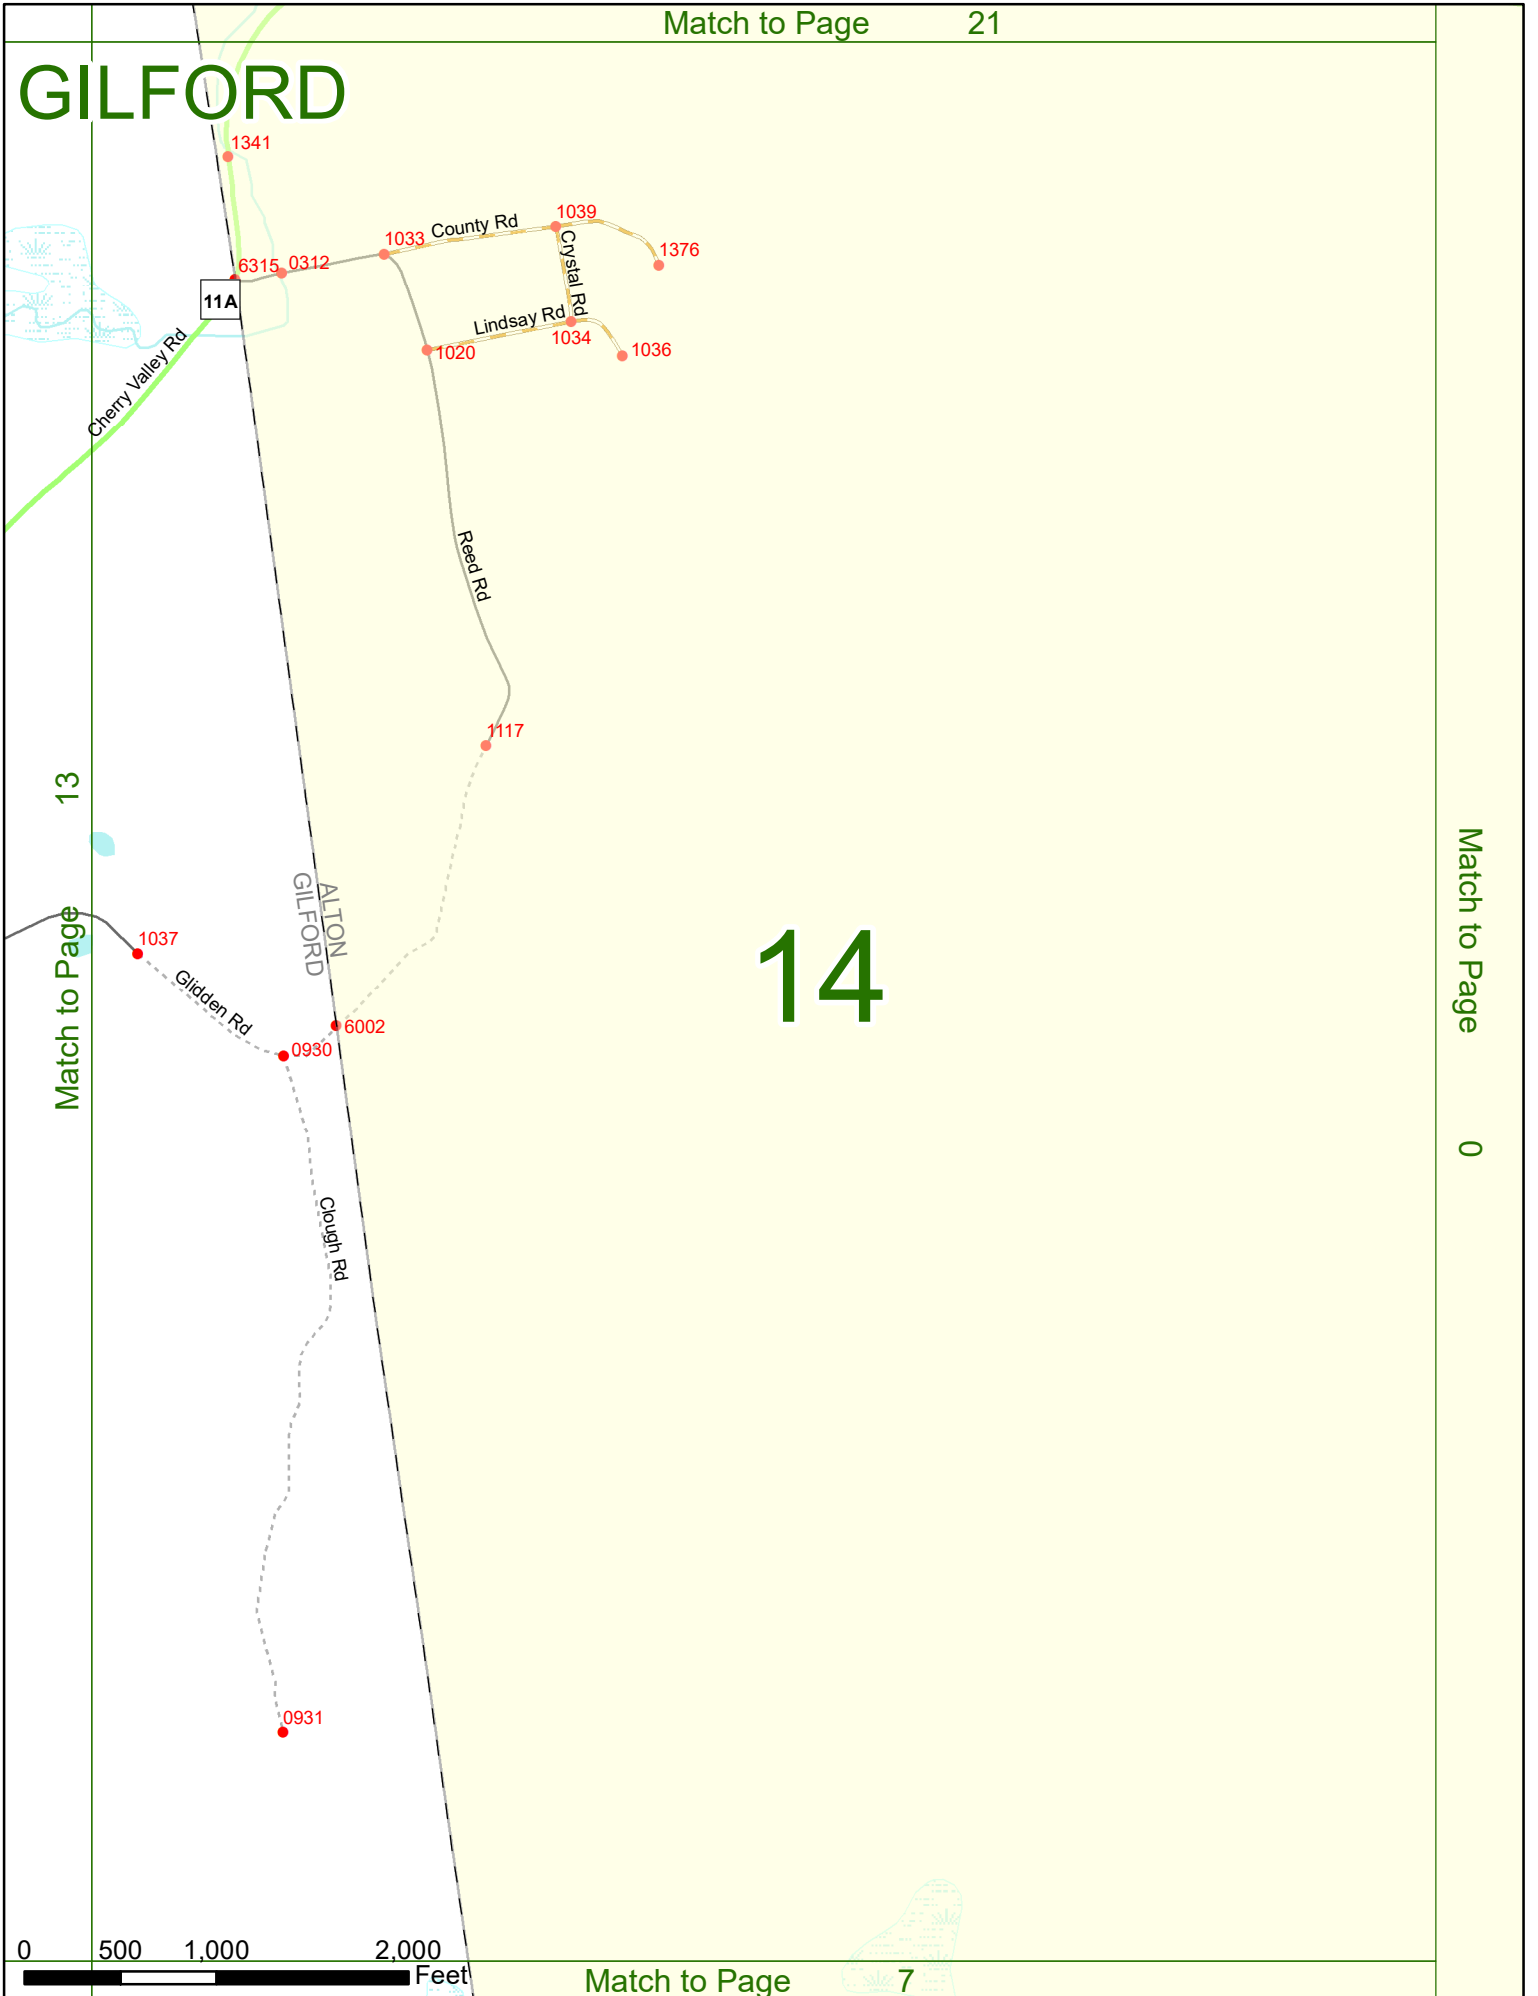 Match to Page 21
GILFORD
1341
1039
County Rd
1033
1376
6315
0312
Crystal Rd
11A
Lindsay Rd
1034
1036
1020
Cherry Valley Rd
Reed Rd
1117
Match to Page 13
ALTON
GILFORD
Match to Page 0
14
1037
Glidden Rd
6002
0930
Clough Rd
0931
0 500 1,000 2,000
Feet
Match to Page 7